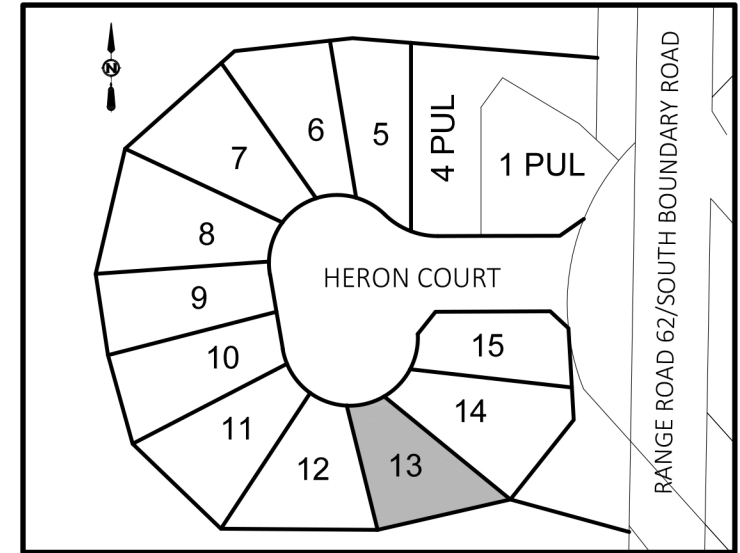 N
6
5
4 PUL
1 PUL
7
8
HERON COURT
9
15
10
14
11
12
13
RANGE ROAD 62/SOUTH BOUNDARY ROAD